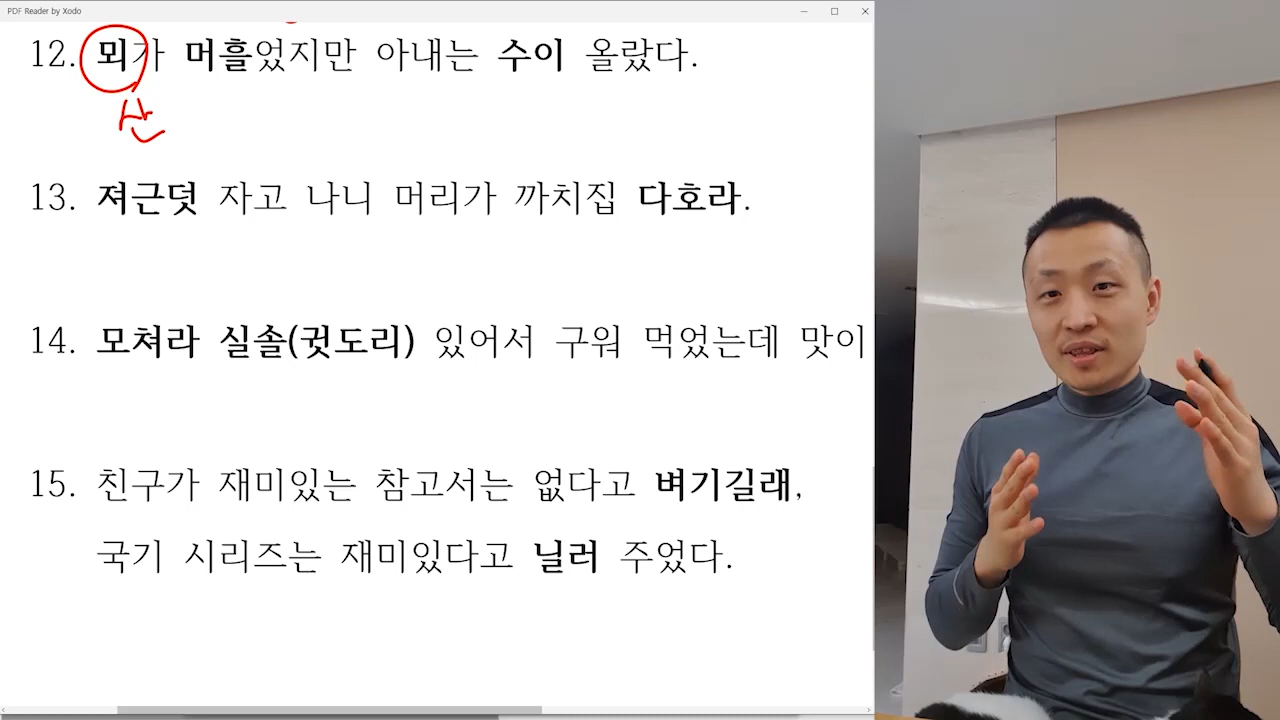 PDF Reader by Xodo
12. 뫼가 머흘었지만 아내는 수이 올랐다.
산
13. 져근덧 자고 나니 머리가 까치집 다호라.
14. 모쳐라 실솔(귓도리) 있어서 구워 먹었는데 맛이
15. 친구가 재미있는 참고서는 없다고 벼기길래,
국기 시리즈는 재미있다고 닐러 주었다.